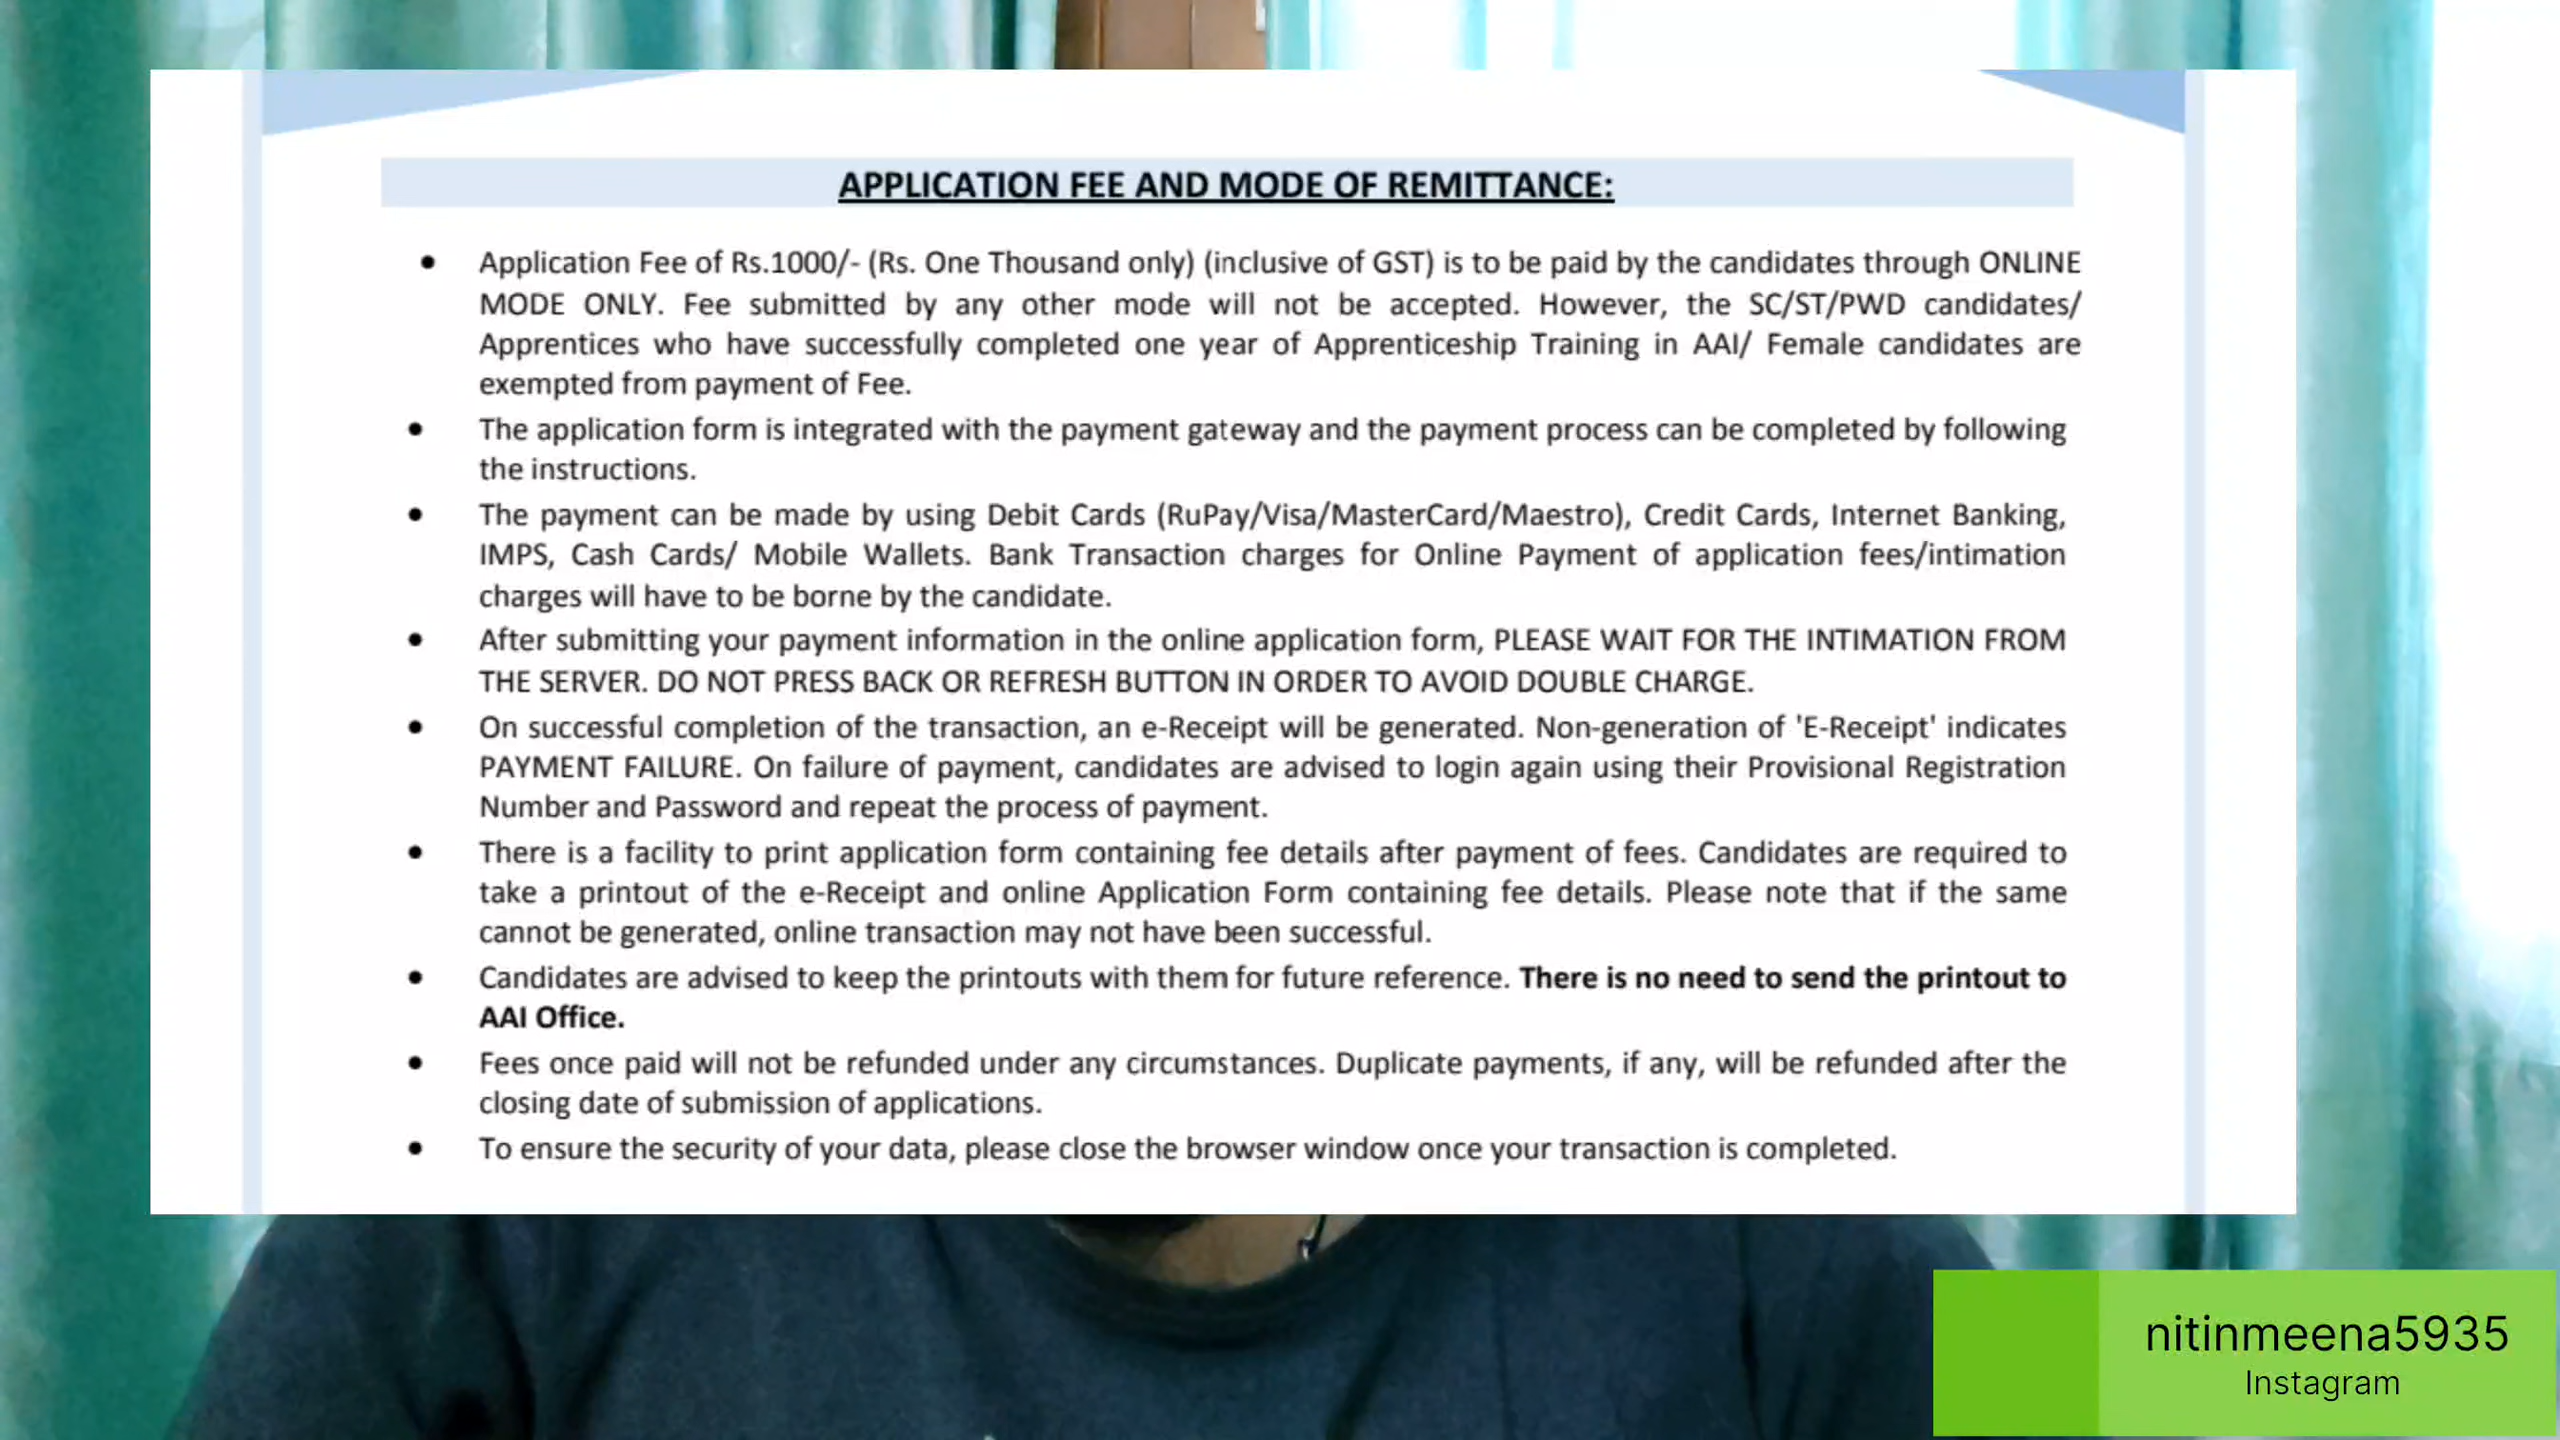 APPLICATION FEE AND MODE OF REMITTANCE:
• Application Fee of Rs.1000/- (Rs. One Thousand only) (inclusive of GST) is to be paid by the candidates through ONLINE
MODE ONLY. Fee submitted by any other mode will not be accepted. However, the SC/ST/PWD candidates/
Apprentices who have successfully completed one year of Apprenticeship Training in AAI/ Female candidates are
exempted from payment of Fee.
• The application form is integrated with the payment gateway and the payment process can be completed by following
the instructions.
• The payment can be made by using Debit Cards (RuPay/Visa/MasterCard/Maestro), Credit Cards, Internet Banking,
IMPS, Cash Cards/ Mobile Wallets. Bank Transaction charges for Online Payment of application fees/intimation
charges will have to be borne by the candidate.
• After submitting your payment information in the online application form, PLEASE WAIT FOR THE INTIMATION FROM
THE SERVER. DO NOT PRESS BACK OR REFRESH BUTTON IN ORDER TO AVOID DOUBLE CHARGE.
• On successful completion of the transaction, an e-Receipt will be generated. Non-generation of 'E-Receipt' indicates
PAYMENT FAILURE. On failure of payment, candidates are advised to login again using their Provisional Registration
Number and Password and repeat the process of payment.
• There is a facility to print application form containing fee details after payment of fees. Candidates are required to
take a printout of the e-Receipt and online Application Form containing fee details. Please note that if the same
cannot be generated, online transaction may not have been successful.
• Candidates are advised to keep the printouts with them for future reference. There is no need to send the printout to
AAI Office.
• Fees once paid will not be refunded under any circumstances. Duplicate payments, if any, will be refunded after the
closing date of submission of applications.
• To ensure the security of your data, please close the browser window once your transaction is completed.
nitinmeena5935
Instagram